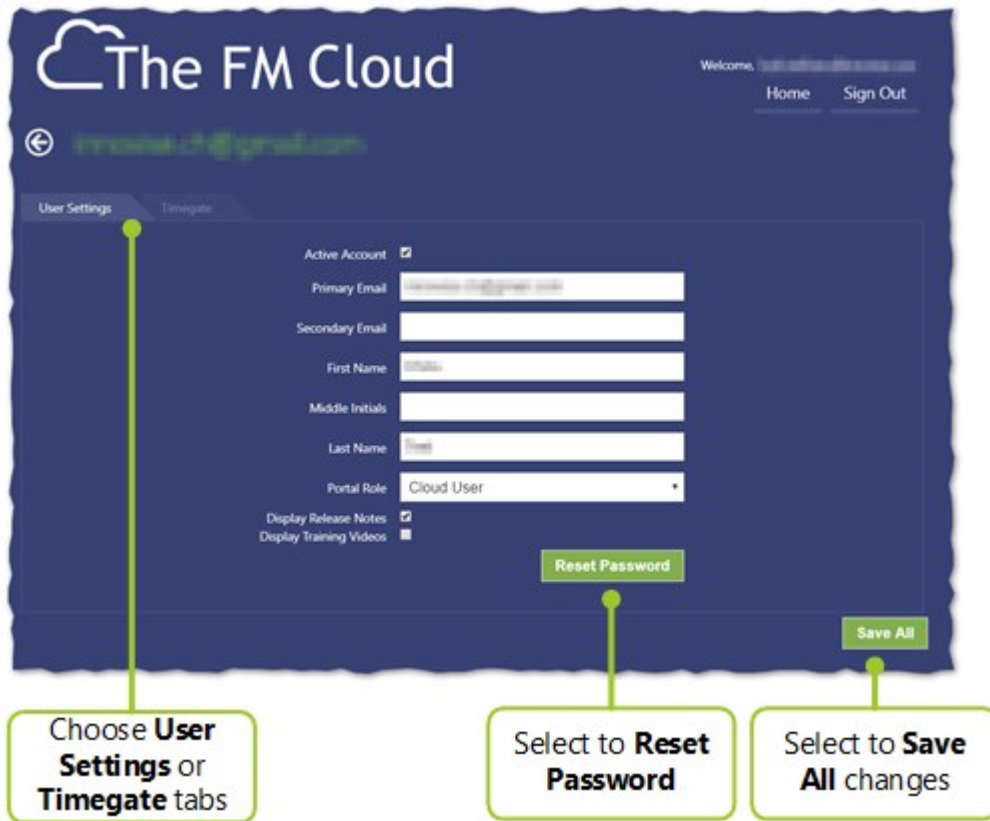 The FM Cloud
Welcome,
Home Sign Out
User Settings Timegate
Active Account
Primary Email
Secondary Email
First Name
Middle Initials
Last Name
Portal Role Cloud User
Display Release Notes
Display Training Videos
Reset Password
Save All
Choose User
Settings or
Timegate tabs
Select to Reset
Password
Select to Save
All changes